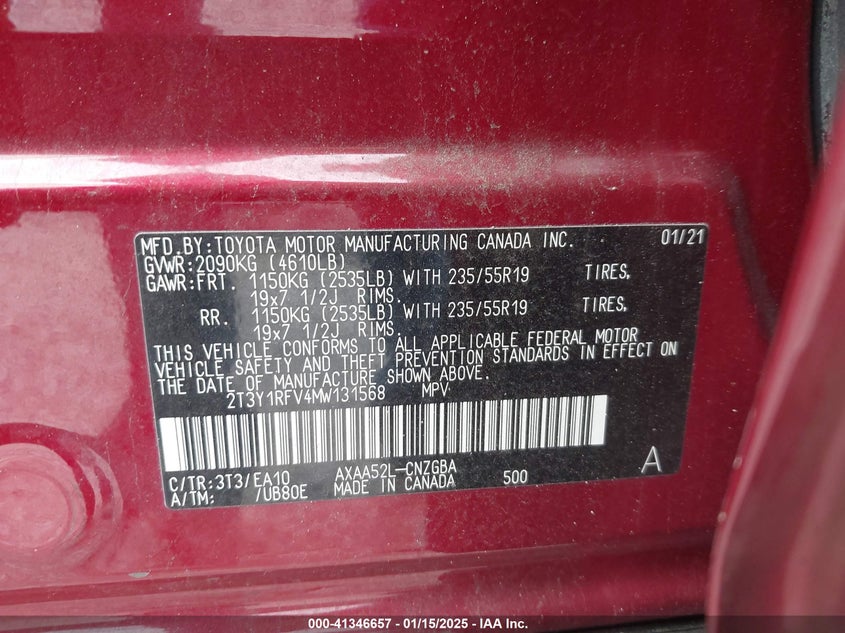 MFD.BY:TOYOTA MOTOR MANUFACTURING CANADA INC. 01/21
GVWR:2090KG (4610LB)
GAWR:FRT. 1150KG (2535LB) WITH 235/55R19 TIRES,
19x7 1/2J RIMS.
RR. 1150KG (2535LB) WITH 235/55R19 TIRES,
19x7 1/2J RIMS.
THIS VEHICLE CONFORMS TO ALL APPLICABLE FEDERAL MOTOR
VEHICLE SAFETY AND THEFT PREVENTION STANDARDS IN EFFECT ON
THE DATE OF MANUFACTURE SHOWN ABOVE.
2T3Y1RFV4MW131568 MPV
C/TR:3T3/EA10 AXAA52L-CNZGBA
A/TM: /UB80E MADE IN CANADA 500
A
000-41346657 - 01/15/2025 - © IAA Inc.